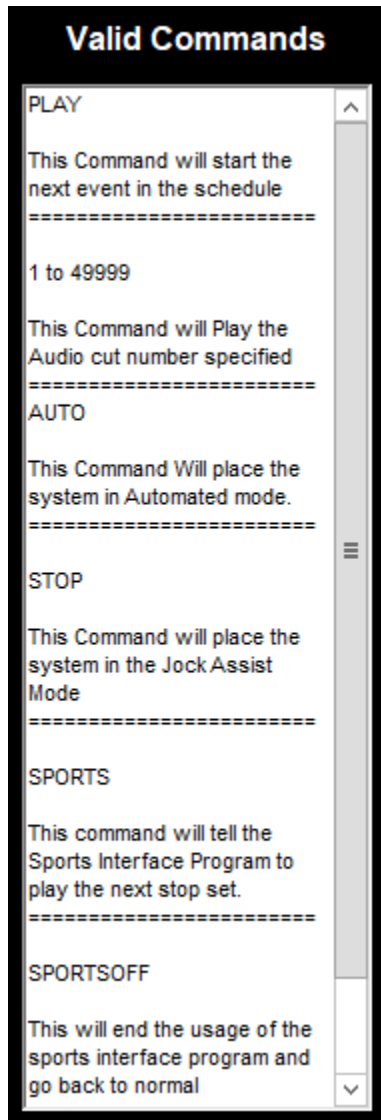 Valid Commands
PLAY
This Command will start the
next event in the schedule
========================
1 to 49999
This Command will Play the
Audio cut number specified
========================
AUTO
This Command Will place the
system in Automated mode.
========================
STOP
This Command will place the
system in the Jock Assist
Mode
========================
SPORTS
This command will tell the
Sports Interface Program to
play the next stop set.
========================
SPORTSOFF
This will end the usage of the
sports interface program and
go back to normal